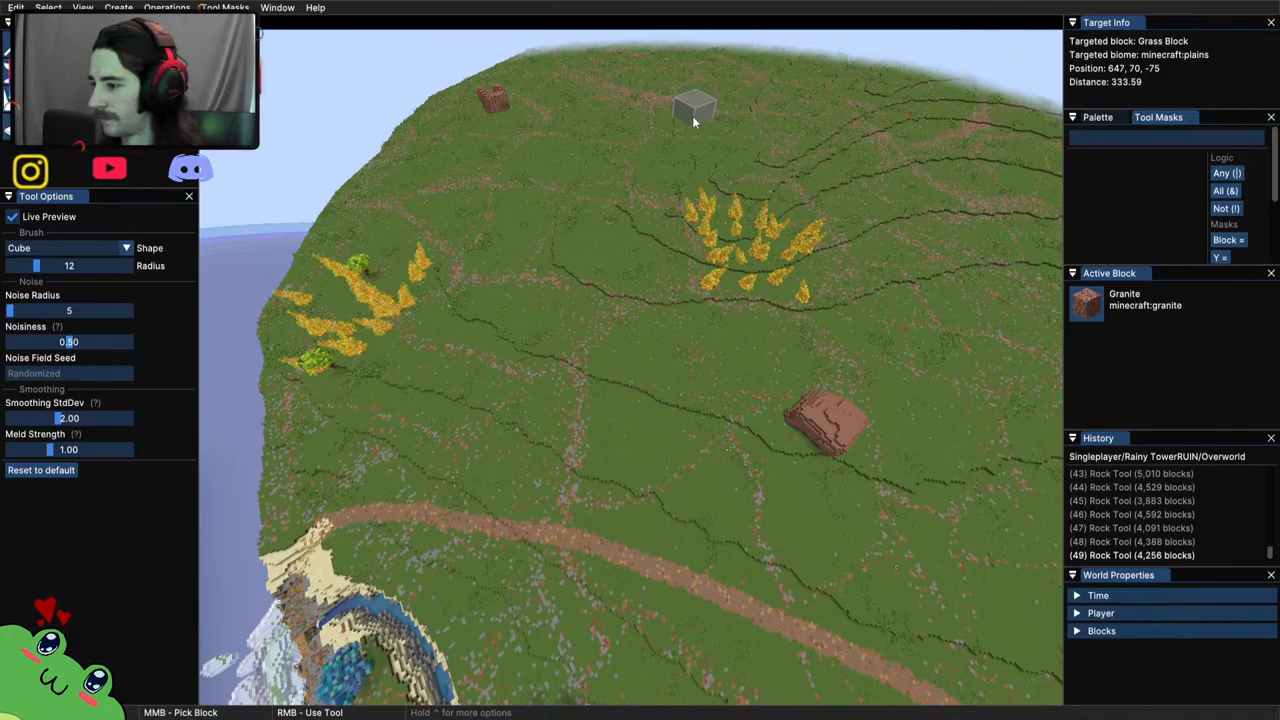 Edit Select View Create Operations Tool Masks Window Help
Tool Options
Live Preview
Brush
Cube Shape
12 Radius
Noise
Noise Radius
5
Noisiness (?)
0.50
Noise Field Seed
Randomized
Smoothing
Smoothing StdDev (?)
2.00
Meld Strength (?)
1.00
Reset to default
Target Info
Targeted block: Grass Block
Targeted biome: minecraft:plains
Position: 647, 70, -75
Distance: 333.59
Palette Tool Masks
Logic
Any (|)
All (&)
Not (!)
Masks
Block =
Y =
Active Block
Granite
minecraft:granite
History
Singleplayer/Rainy TowerRUIN/Overworld
(43) Rock Tool (5,010 blocks)
(44) Rock Tool (4,529 blocks)
(45) Rock Tool (3,883 blocks)
(46) Rock Tool (4,592 blocks)
(47) Rock Tool (4,091 blocks)
(48) Rock Tool (4,388 blocks)
(49) Rock Tool (4,256 blocks)
World Properties
Time
Player
Blocks
MMB - Pick Block RMB - Use Tool Hold ^ for more options